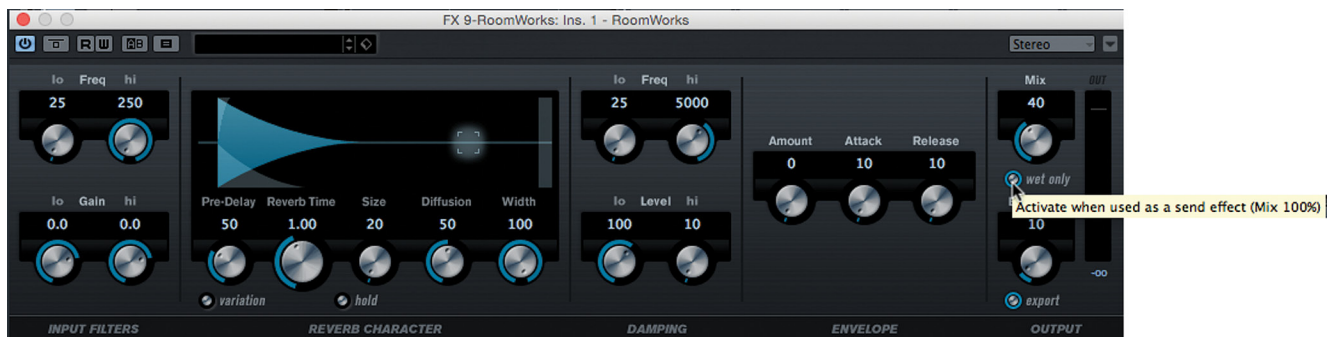 FX 9-RoomWorks: Ins. 1 - RoomWorks
R W AB Stereo
lo Freq hi
25 250
lo Gain hi
0.0 0.0
INPUT FILTERS
Pre-Delay Reverb Time Size Diffusion Width
50 1.00 20 50 100
variation hold
REVERB CHARACTER
lo Freq hi
25 5000
lo Level hi
100 10
DAMPING
Amount Attack Release
0 10 10
ENVELOPE
Mix OUT
40
wet only
Activate when used as a send effect (Mix 100%)
10
-oo
export
OUTPUT